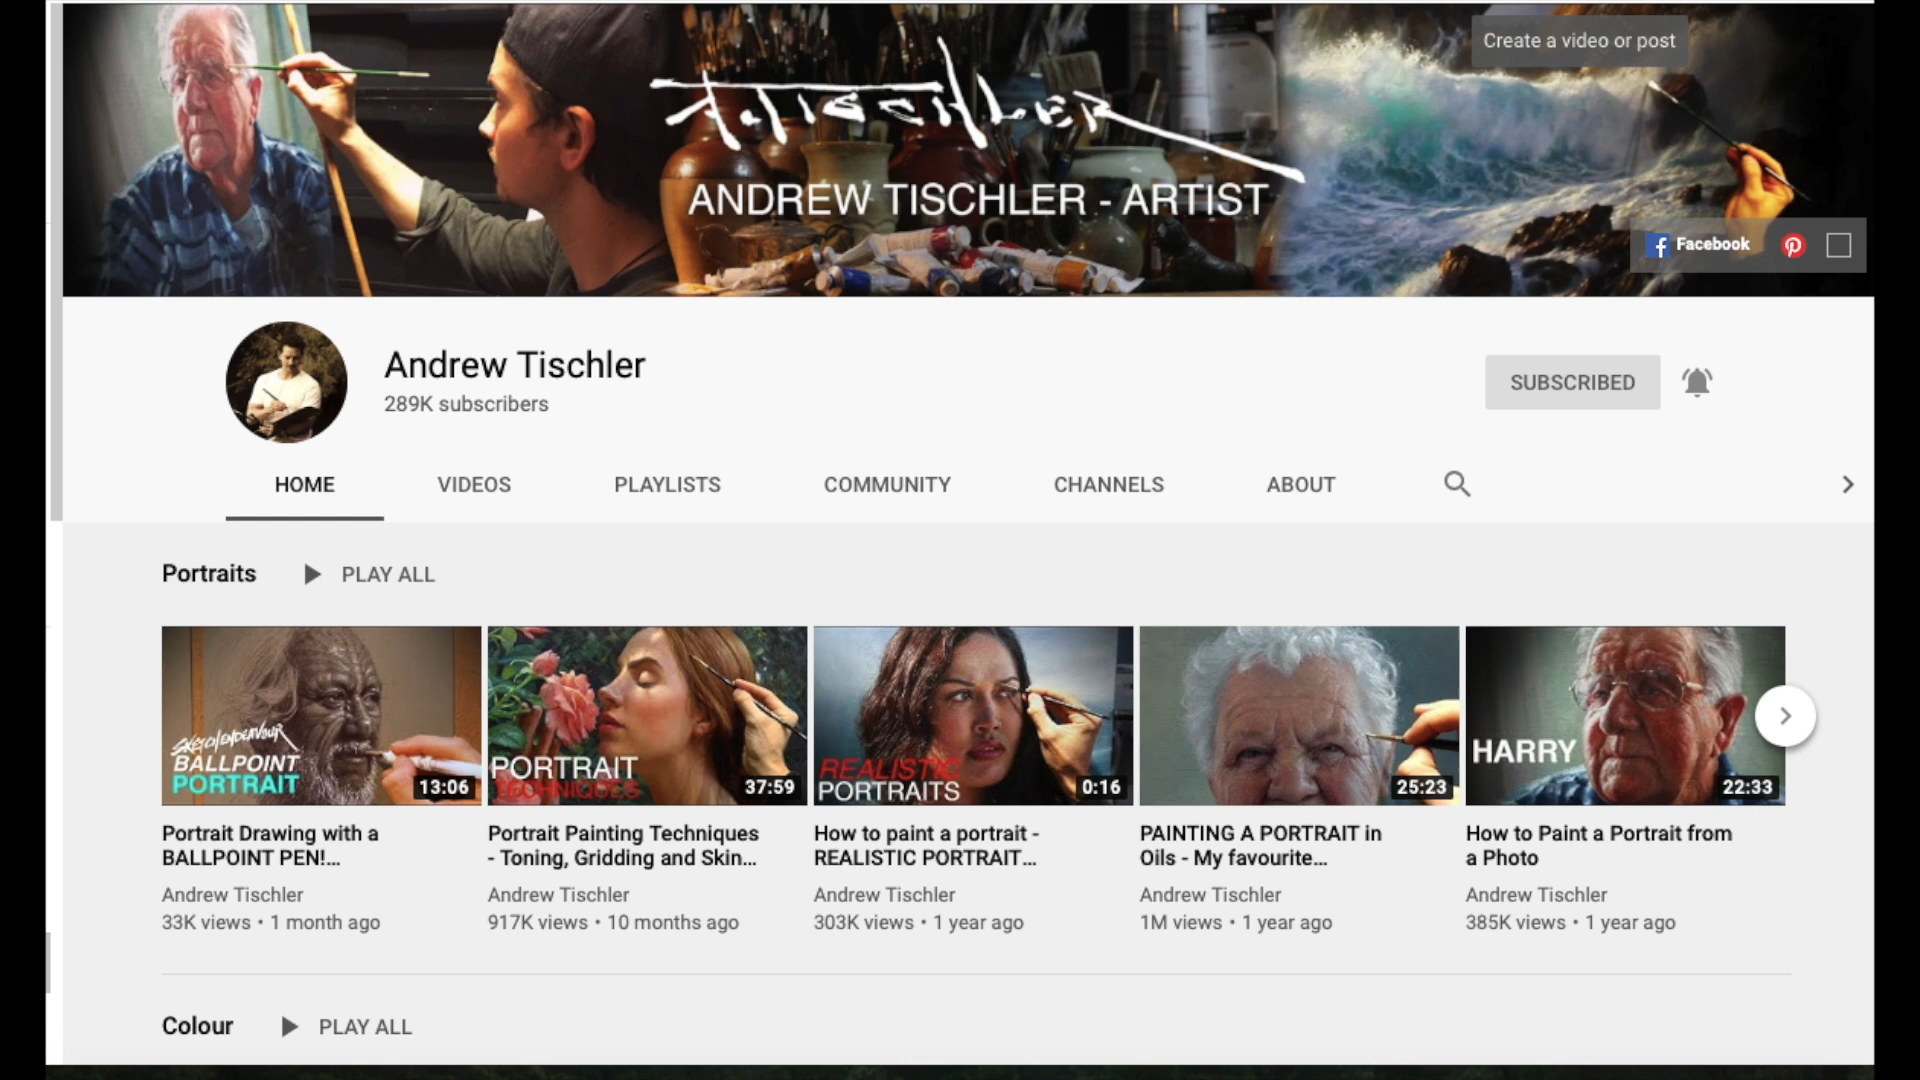 Create a video or post
A.TISCHLER
ANDREW TISCHLER - ARTIST
Facebook
Andrew Tischler
289K subscribers
SUBSCRIBED
HOME VIDEOS PLAYLISTS COMMUNITY CHANNELS ABOUT
Portraits PLAY ALL
SKETCH ENDEAVOUR
BALLPOINT
PORTRAIT
13:06
PORTRAIT
TECHNIQUES
37:59
REALISTIC
PORTRAITS
0:16
25:23
HARRY
22:33
Portrait Drawing with a
BALLPOINT PEN!...
Andrew Tischler
33K views • 1 month ago
Portrait Painting Techniques
- Toning, Gridding and Skin...
Andrew Tischler
917K views • 10 months ago
How to paint a portrait -
REALISTIC PORTRAIT...
Andrew Tischler
303K views • 1 year ago
PAINTING A PORTRAIT in
Oils - My favourite...
Andrew Tischler
1M views • 1 year ago
How to Paint a Portrait from
a Photo
Andrew Tischler
385K views • 1 year ago
Colour PLAY ALL